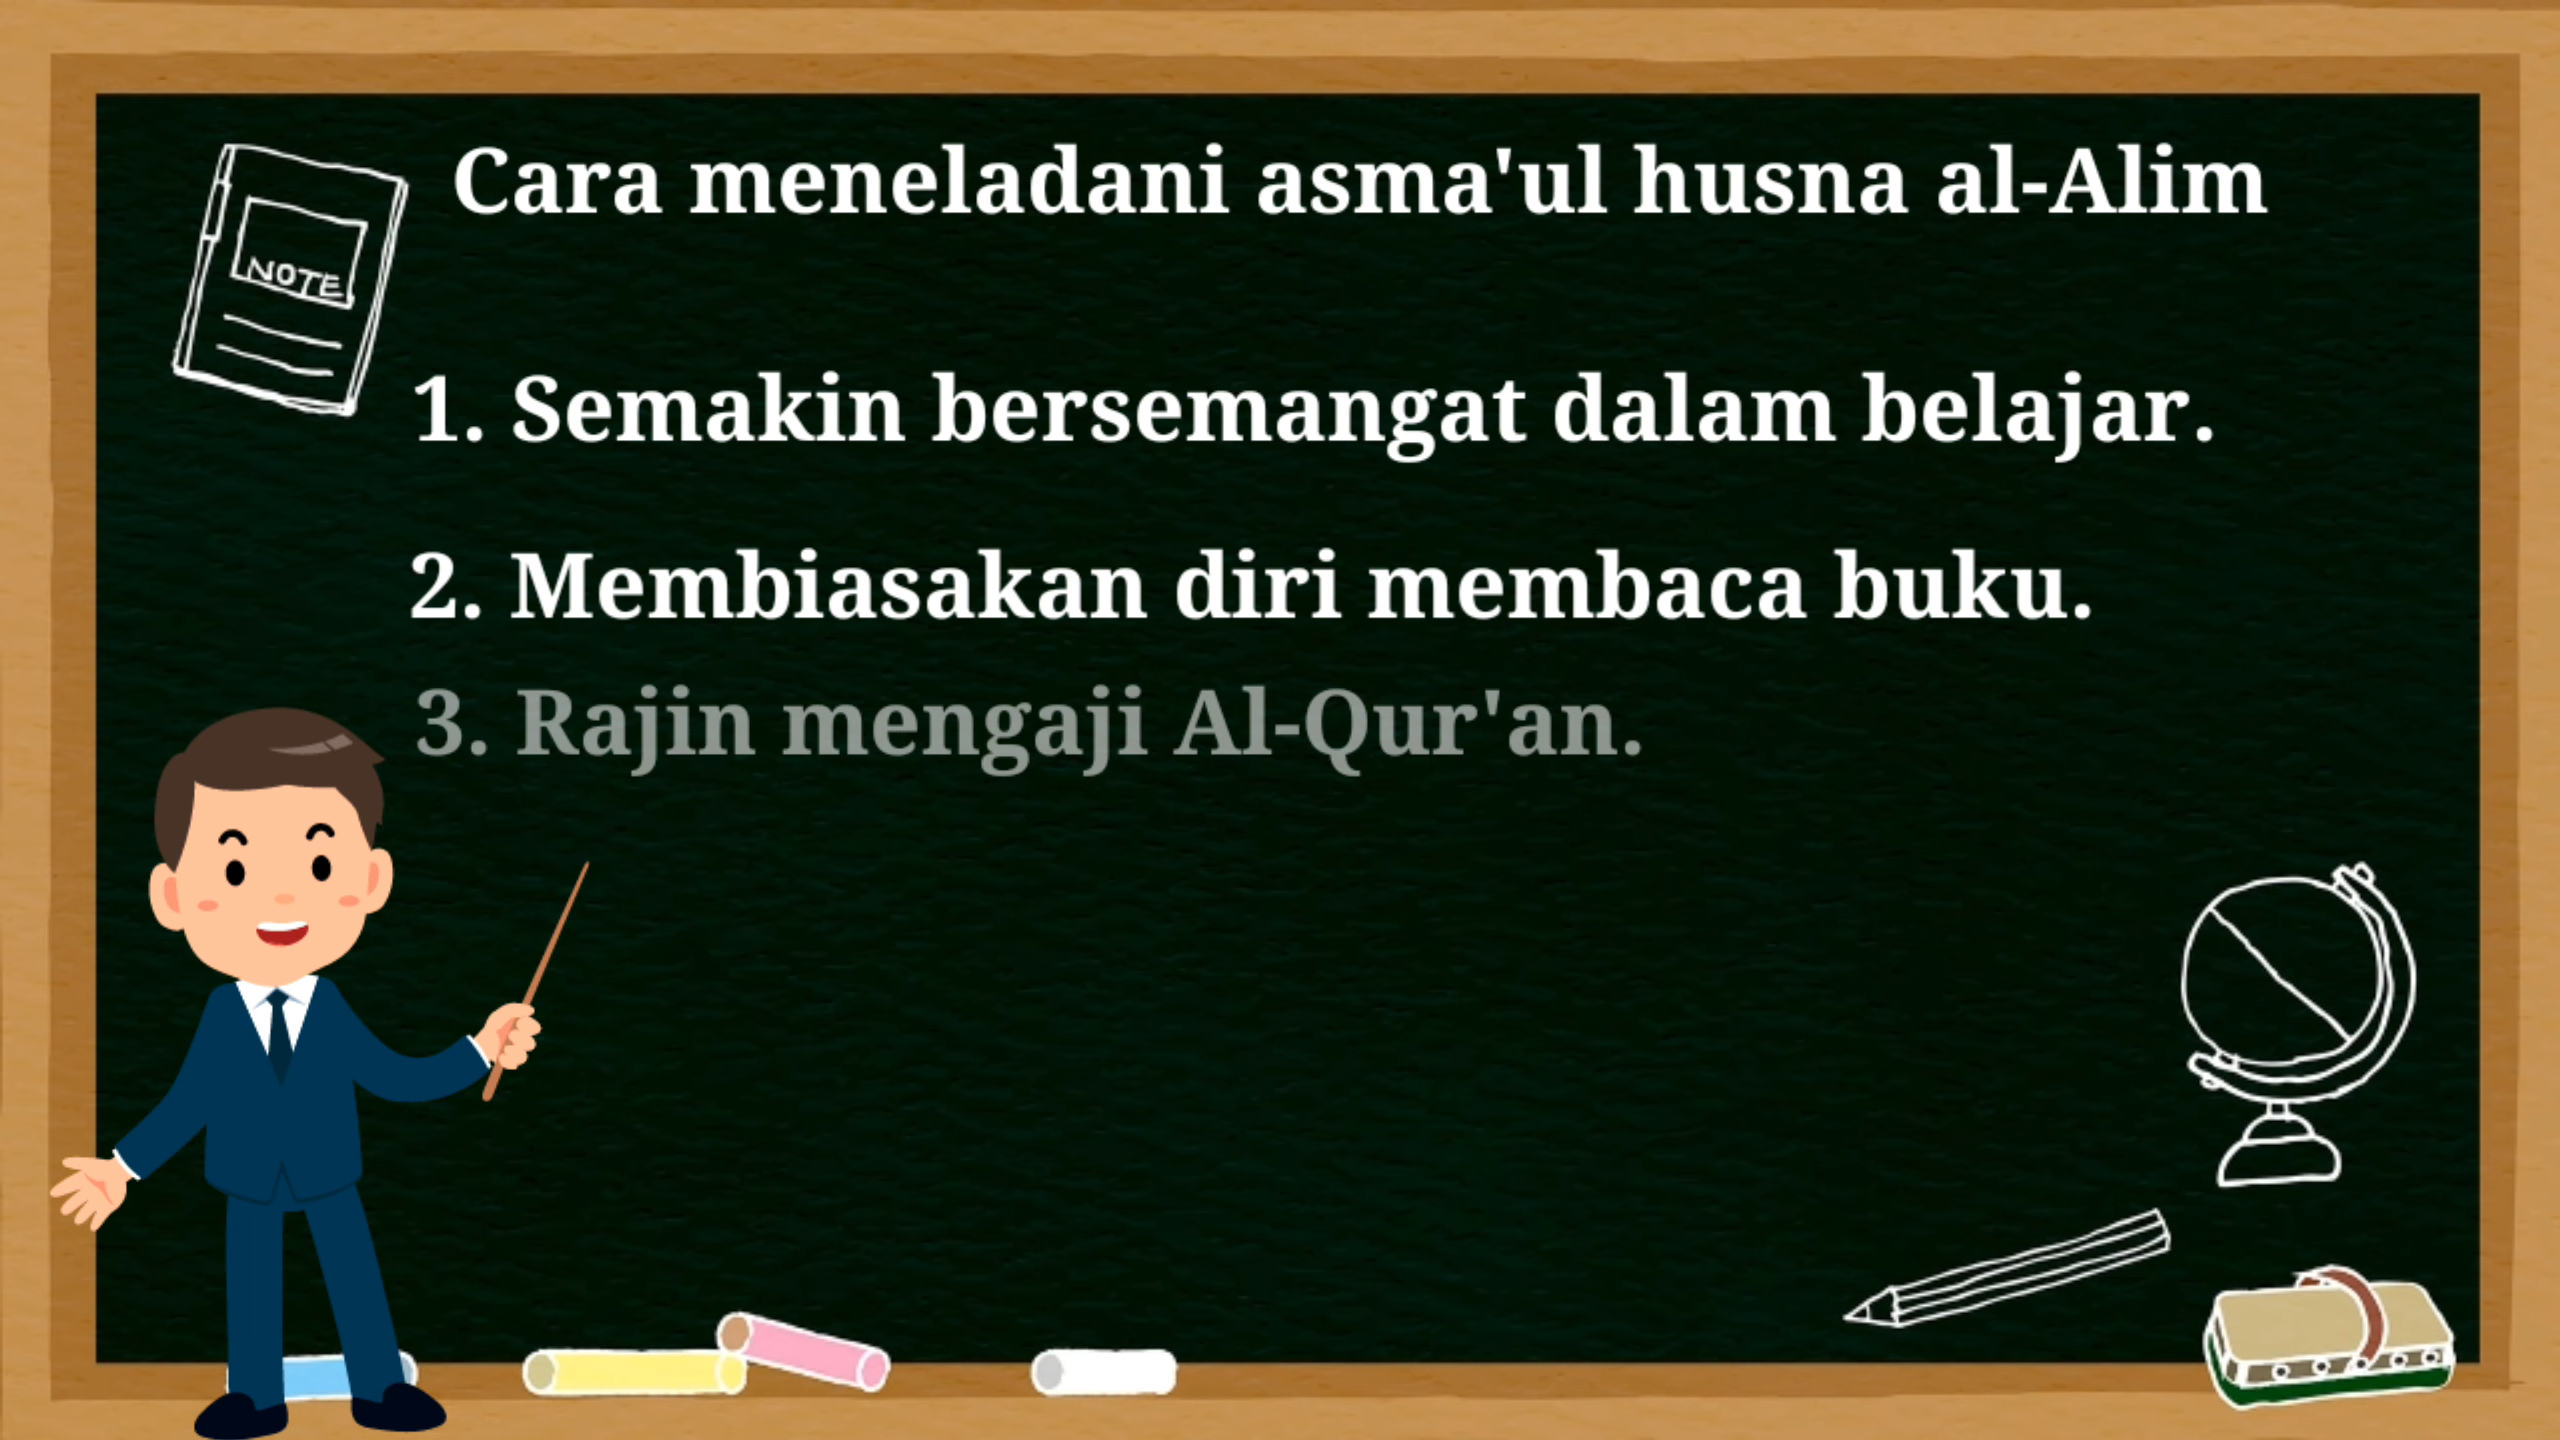 Cara meneladani asma'ul husna al-Alim
NOTE
1. Semakin bersemangat dalam belajar.
2. Membiasakan diri membaca buku.
3. Rajin mengaji Al-Qur'an.